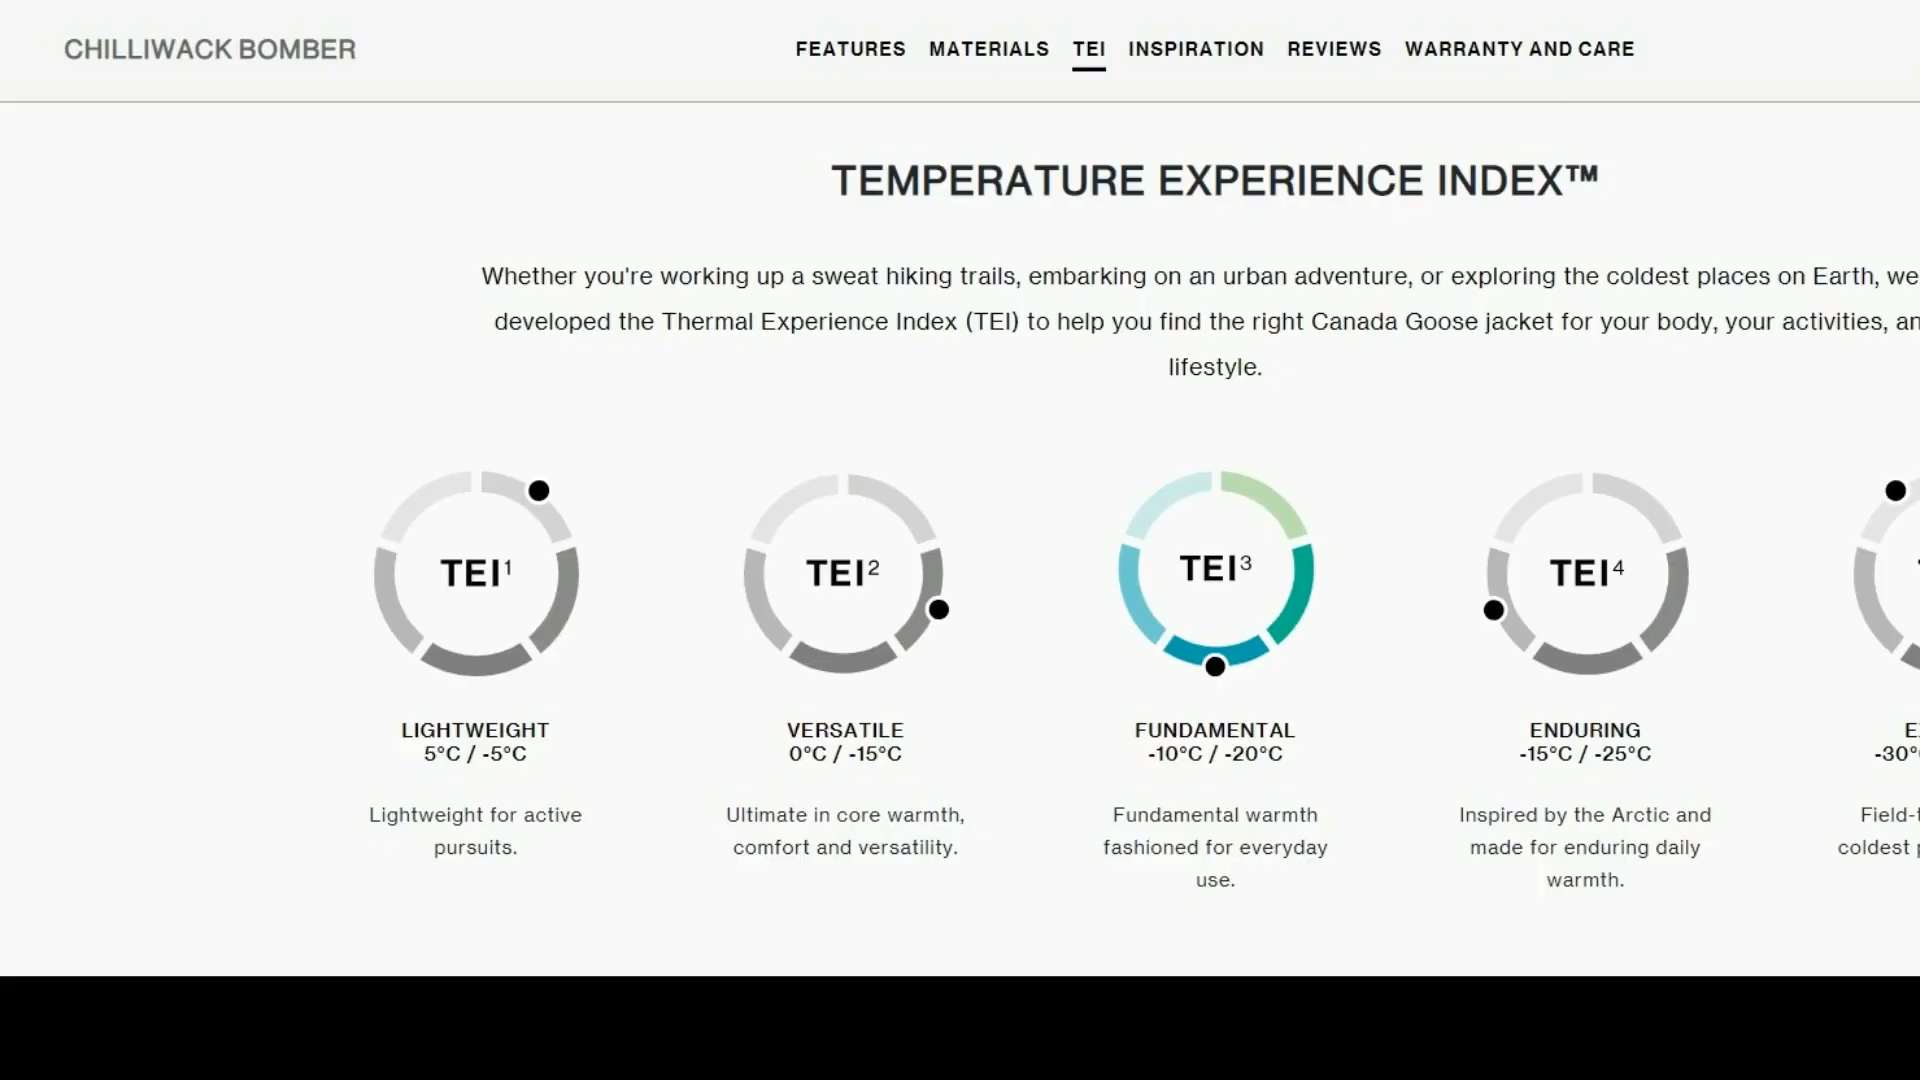 CHILLIWACK BOMBER
FEATURES MATERIALS TEI INSPIRATION REVIEWS WARRANTY AND CARE
TEMPERATURE EXPERIENCE INDEX™
Whether you're working up a sweat hiking trails, embarking on an urban adventure, or exploring the coldest places on Earth, we
developed the Thermal Experience Index (TEI) to help you find the right Canada Goose jacket for your body, your activities, an
lifestyle.
TEI¹
LIGHTWEIGHT
5°C / -5°C
Lightweight for active
pursuits.
TEI²
VERSATILE
0°C / -15°C
Ultimate in core warmth,
comfort and versatility.
TEI³
FUNDAMENTAL
-10°C / -20°C
Fundamental warmth
fashioned for everyday
use.
TEI⁴
ENDURING
-15°C / -25°C
Inspired by the Arctic and
made for enduring daily
warmth.
-30°
Field-
coldest